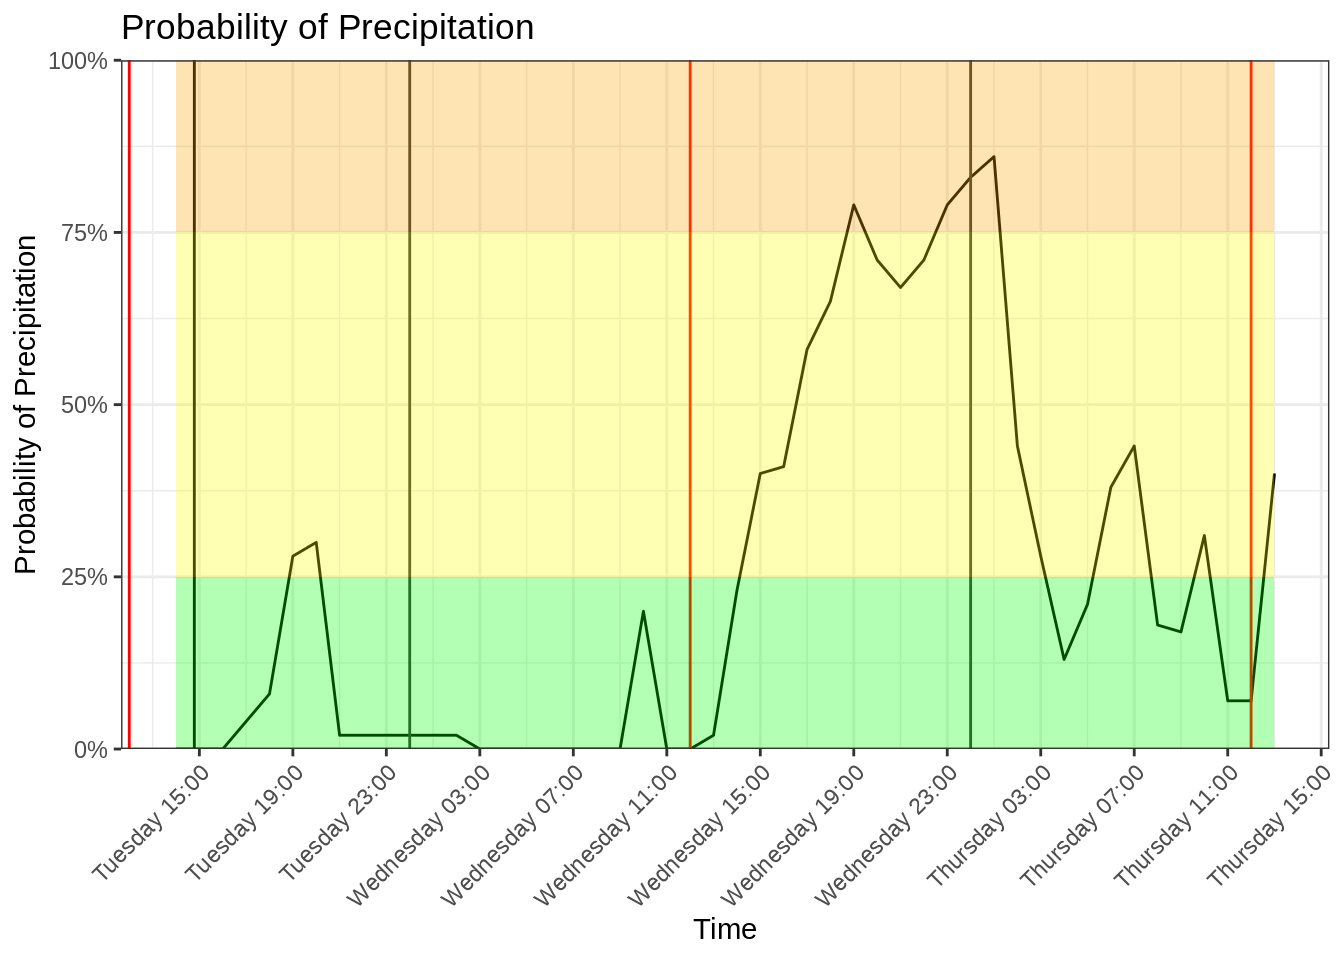 Probability of Precipitation
Probability of Precipitation
100%
75%
50%
25%
0%
Tuesday 15:00
Tuesday 19:00
Tuesday 23:00
Wednesday 03:00
Wednesday 07:00
Wednesday 11:00
Wednesday 15:00
Wednesday 19:00
Wednesday 23:00
Thursday 03:00
Thursday 07:00
Thursday 11:00
Thursday 15:00
Time